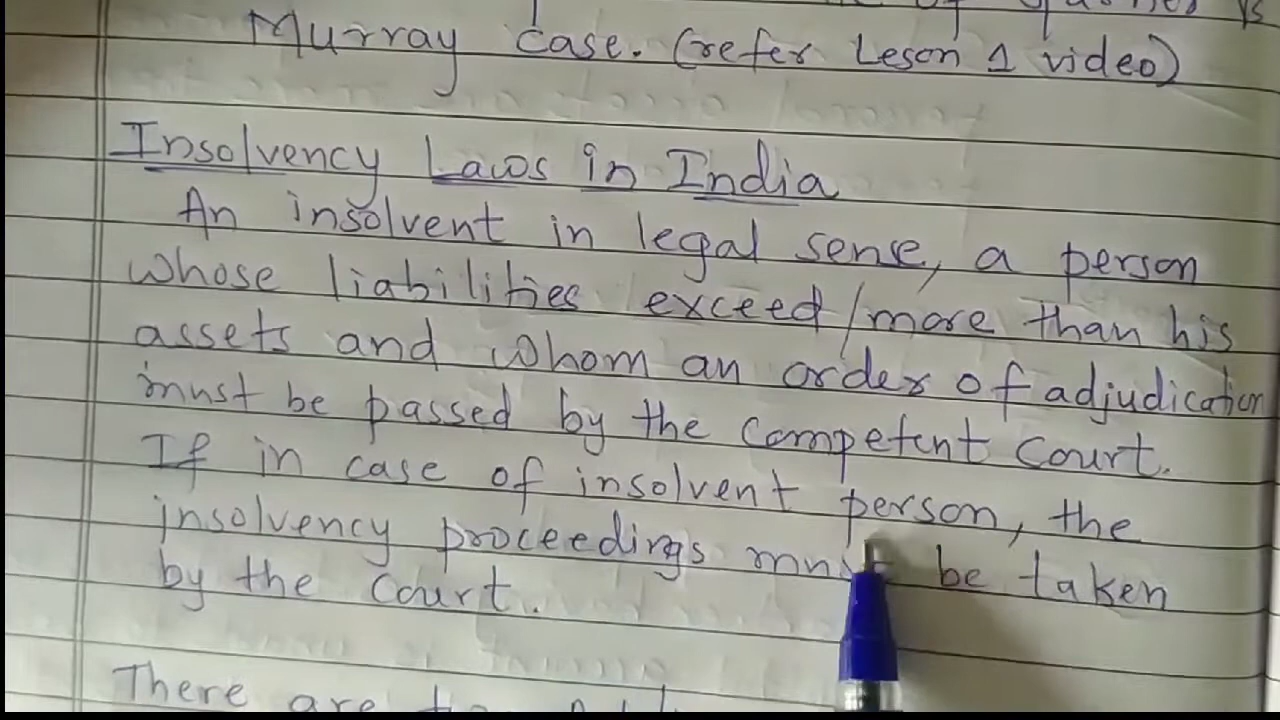 of vs
Murray case. (refer Leson 1 video)
Insolvency Laws in India
An insolvent in legal sense, a person
whose liabilities exceed/more than his
assets and whom an order of adjudication
must be passed by the competent court.
If in case of insolvent person, the
insolvency proceedings must be taken
by the court.
There are